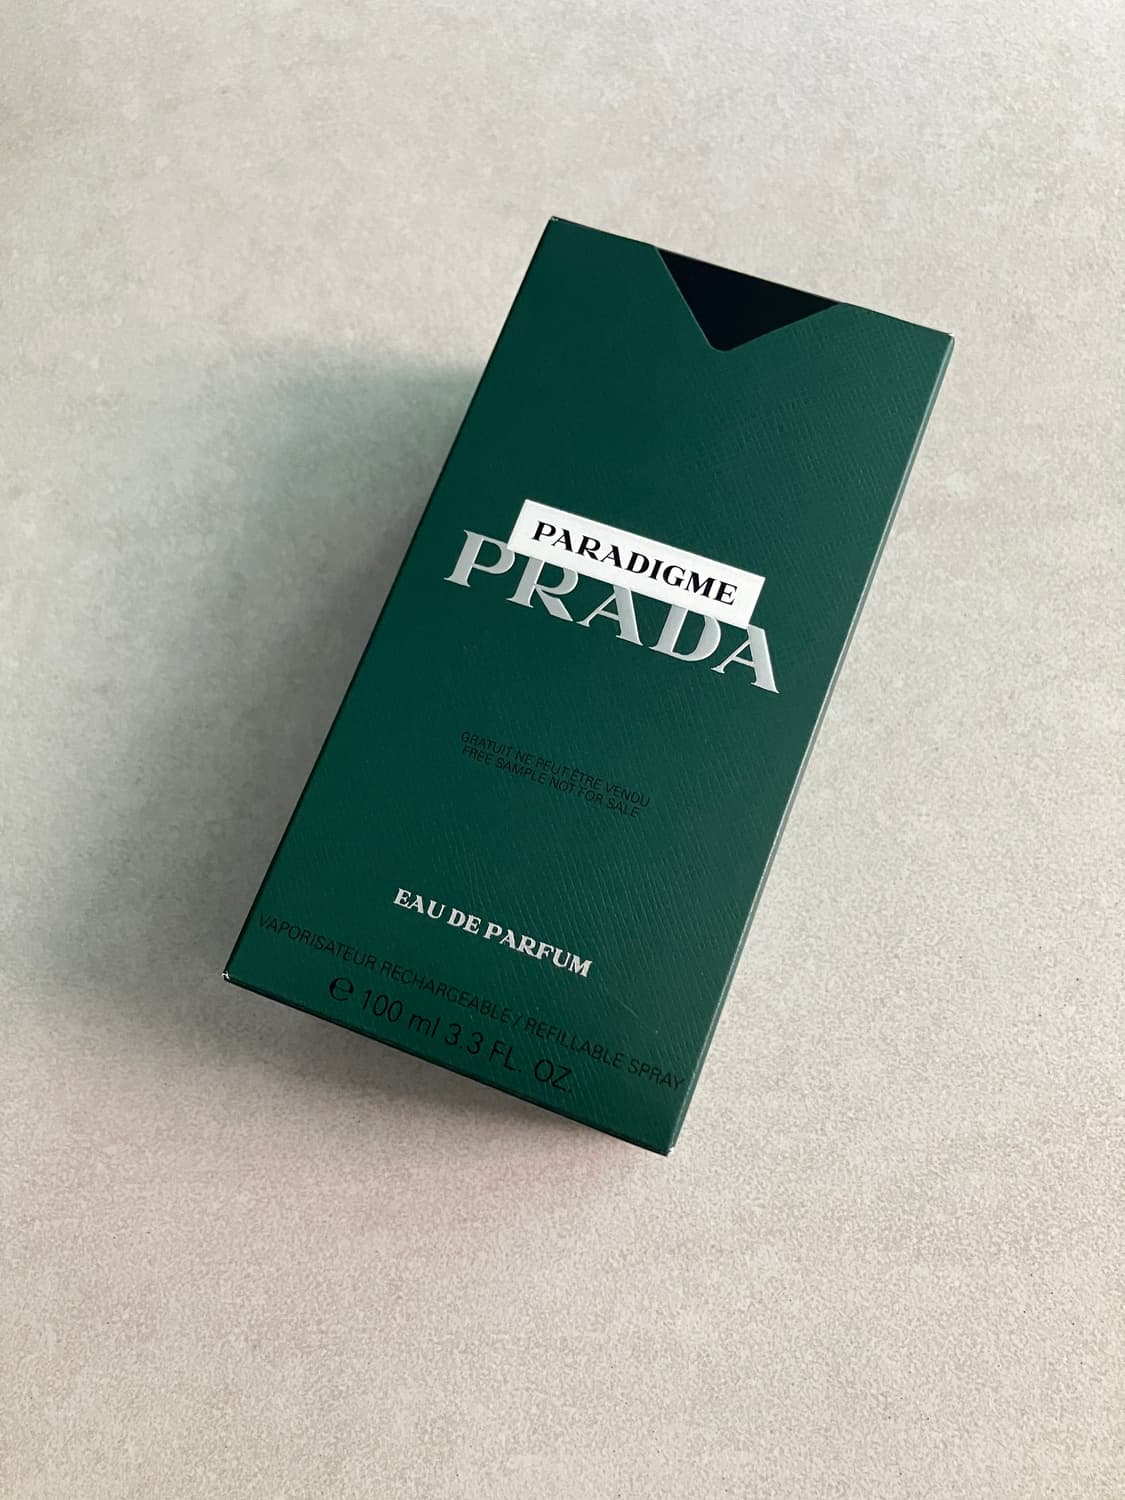 PARADIGME
PRADA
GRATUIT NE PEUT ÊTRE VENDU
FREE SAMPLE NOT FOR SALE
EAU DE PARFUM
VAPORISATEUR RECHARGEABLE / REFILLABLE SPRAY
℮ 100 ml 3.3 FL. OZ.